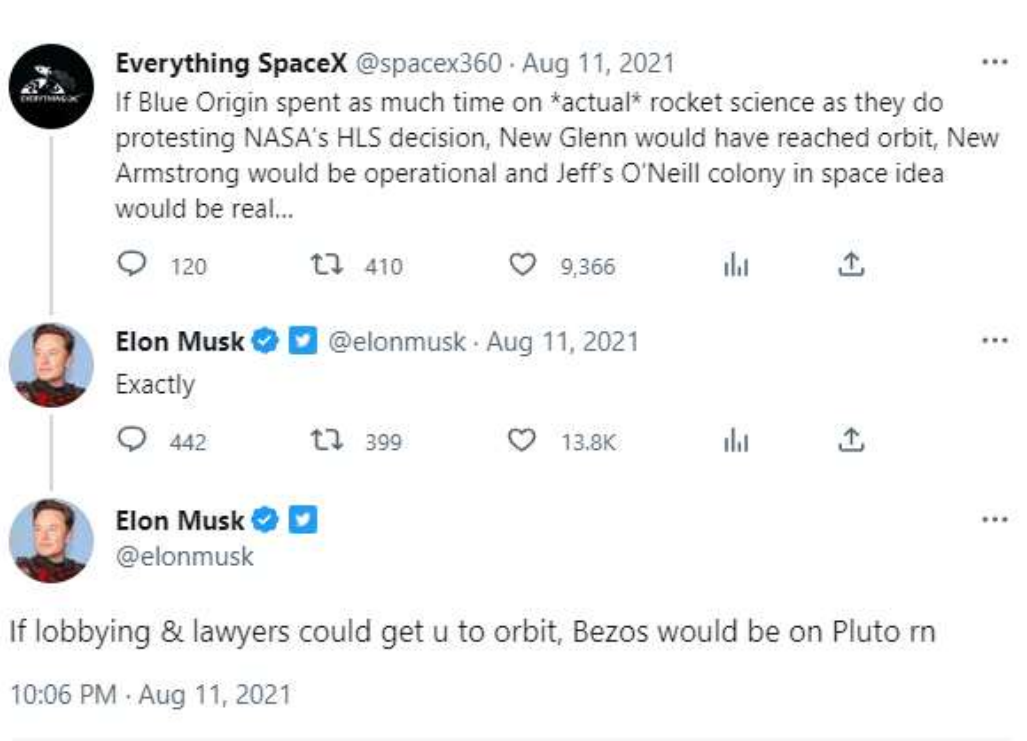 Everything SpaceX @spacex360 · Aug 11, 2021 ...
If Blue Origin spent as much time on *actual* rocket science as they do
protesting NASA's HLS decision, New Glenn would have reached orbit, New
Armstrong would be operational and Jeff's O'Neill colony in space idea
would be real...
120 410 9,366
Elon Musk @elonmusk · Aug 11, 2021 ...
Exactly
442 399 13.8K
Elon Musk ...
@elonmusk
If lobbying & lawyers could get u to orbit, Bezos would be on Pluto rn
10:06 PM · Aug 11, 2021